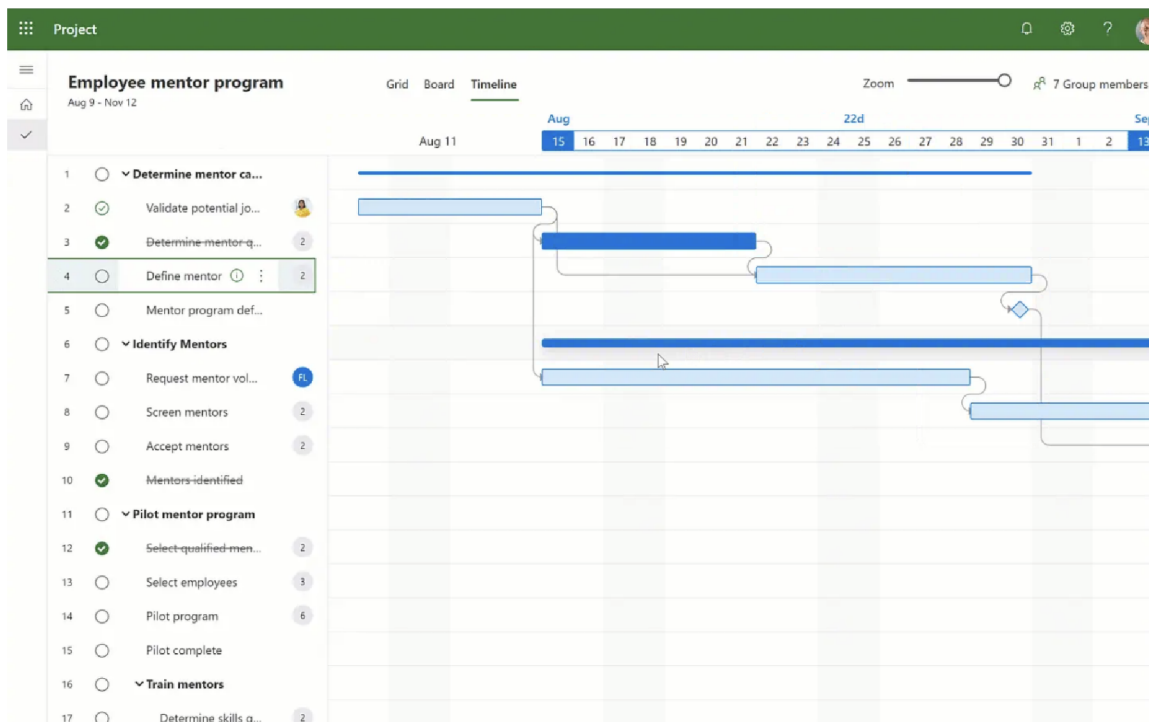 Project
Employee mentor program
Aug 9 - Nov 12
Grid Board Timeline
Zoom
7 Group members
Aug 22d Sep
Aug 11 15 16 17 18 19 20 21 22 23 24 25 26 27 28 29 30 31 1 2 13
1 Determine mentor ca...
2 Validate potential jo...
3 Determine mentor q... 2
4 Define mentor 2
5 Mentor program def...
6 Identify Mentors
7 Request mentor vol... FL
8 Screen mentors 2
9 Accept mentors 2
10 Mentors identified
11 Pilot mentor program
12 Select qualified men... 2
13 Select employees 3
14 Pilot program 6
15 Pilot complete
16 Train mentors
17 Determine skills q... 2